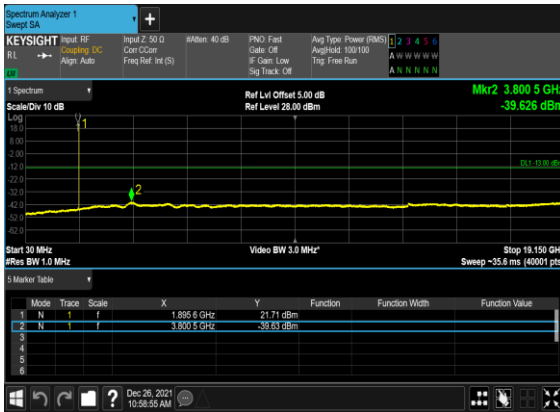 Spectrum Analyzer 1
Swept SA
+
KEYSIGHT Input: RF Input Z: 50 Ω #Atten: 40 dB PNO: Fast Avg Type: Power (RMS) 1 2 3 4 5 6
RL Coupling: DC Corr CCorr Gate: Off Avg|Hold: 100/100 A W W W W W
Align: Auto Freq Ref: Int (S) IF Gain: Low Trig: Free Run
LXI Sig Track: Off A N N N N N
1 Spectrum Ref Lvl Offset 5.00 dB Mkr2 3.800 5 GHz
Scale/Div 10 dB Ref Level 28.00 dBm -39.626 dBm
Log
18.0 1
8.00
-2.00
-12.0 DL1 -13.00 dBm
-22.0
-32.0 2
-42.0
-52.0
-62.0
Start 30 MHz Video BW 3.0 MHz* Stop 19.150 GH
#Res BW 1.0 MHz Sweep ~35.6 ms (40001 pts
5 Marker Table
Mode Trace Scale X Y Function Function Width Function Value
1 N 1 f 1.895 6 GHz 21.71 dBm
2 N 1 f 3.800 5 GHz -39.63 dBm
3
4
5
6
? Dec 26, 2021
10:58:55 AM